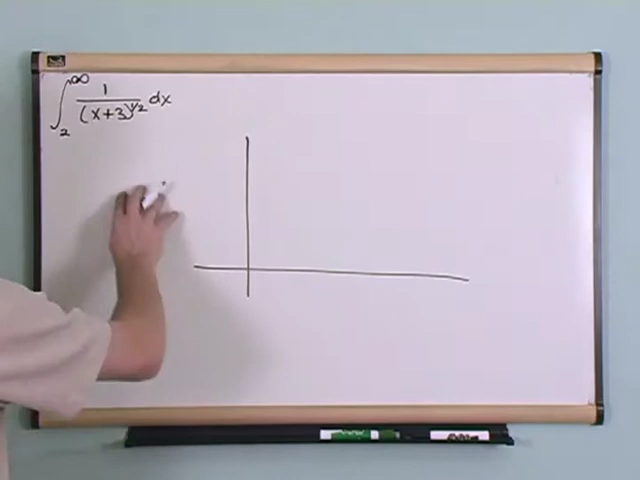 ∫₂^∞ 1/(x+3)^1/2 dx